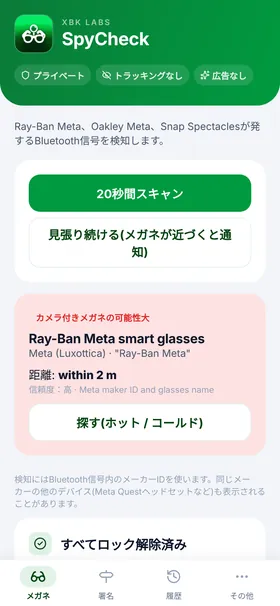 XBK LABS
SpyCheck
プライベート
トラッキングなし
広告なし
Ray-Ban Meta、Oakley Meta、Snap Spectaclesが発
するBluetooth信号を検知します。
20秒間スキャン
見張り続ける(メガネが近づくと通
知)
カメラ付きメガネの可能性大
Ray-Ban Meta smart glasses
Meta (Luxottica) · "Ray-Ban Meta"
距離: within 2 m
信頼度：高 · Meta maker ID and glasses name
探す(ホット / コールド)
検知にはBluetooth信号内のメーカーIDを使います。同じメー
カーの他のデバイス(Meta Questヘッドセットなど)も表示される
ことがあります。
すべてロック解除済み
メガネ
署名
履歴
その他